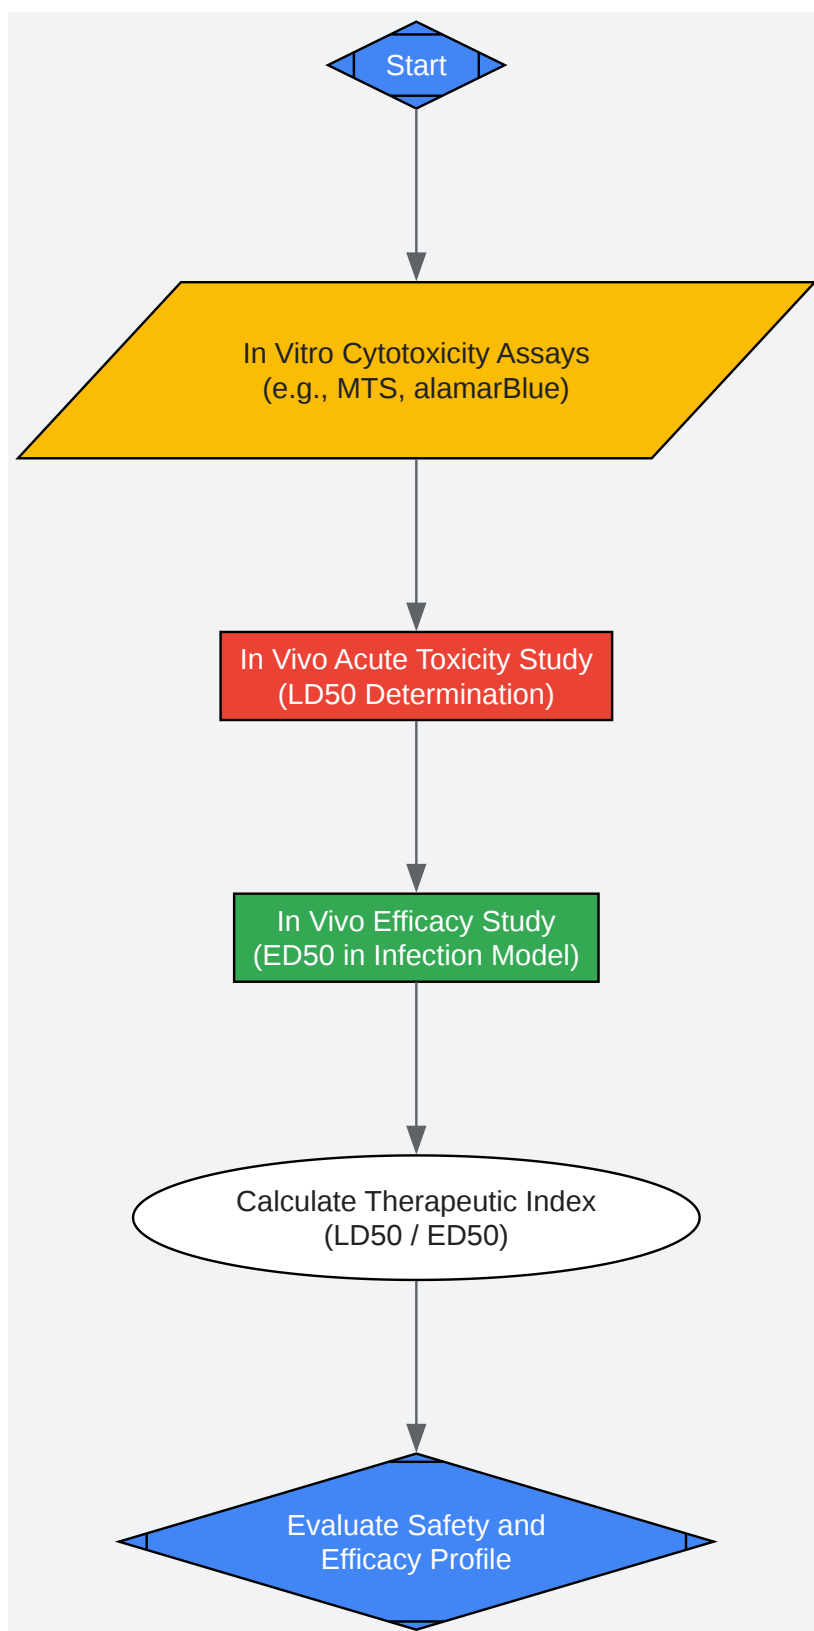 Start
In Vitro Cytotoxicity Assays
(e.g., MTS, alamarBlue)
In Vivo Acute Toxicity Study
(LD50 Determination)
In Vivo Efficacy Study
(ED50 in Infection Model)
Calculate Therapeutic Index
(LD50 / ED50)
Evaluate Safety and
Efficacy Profile